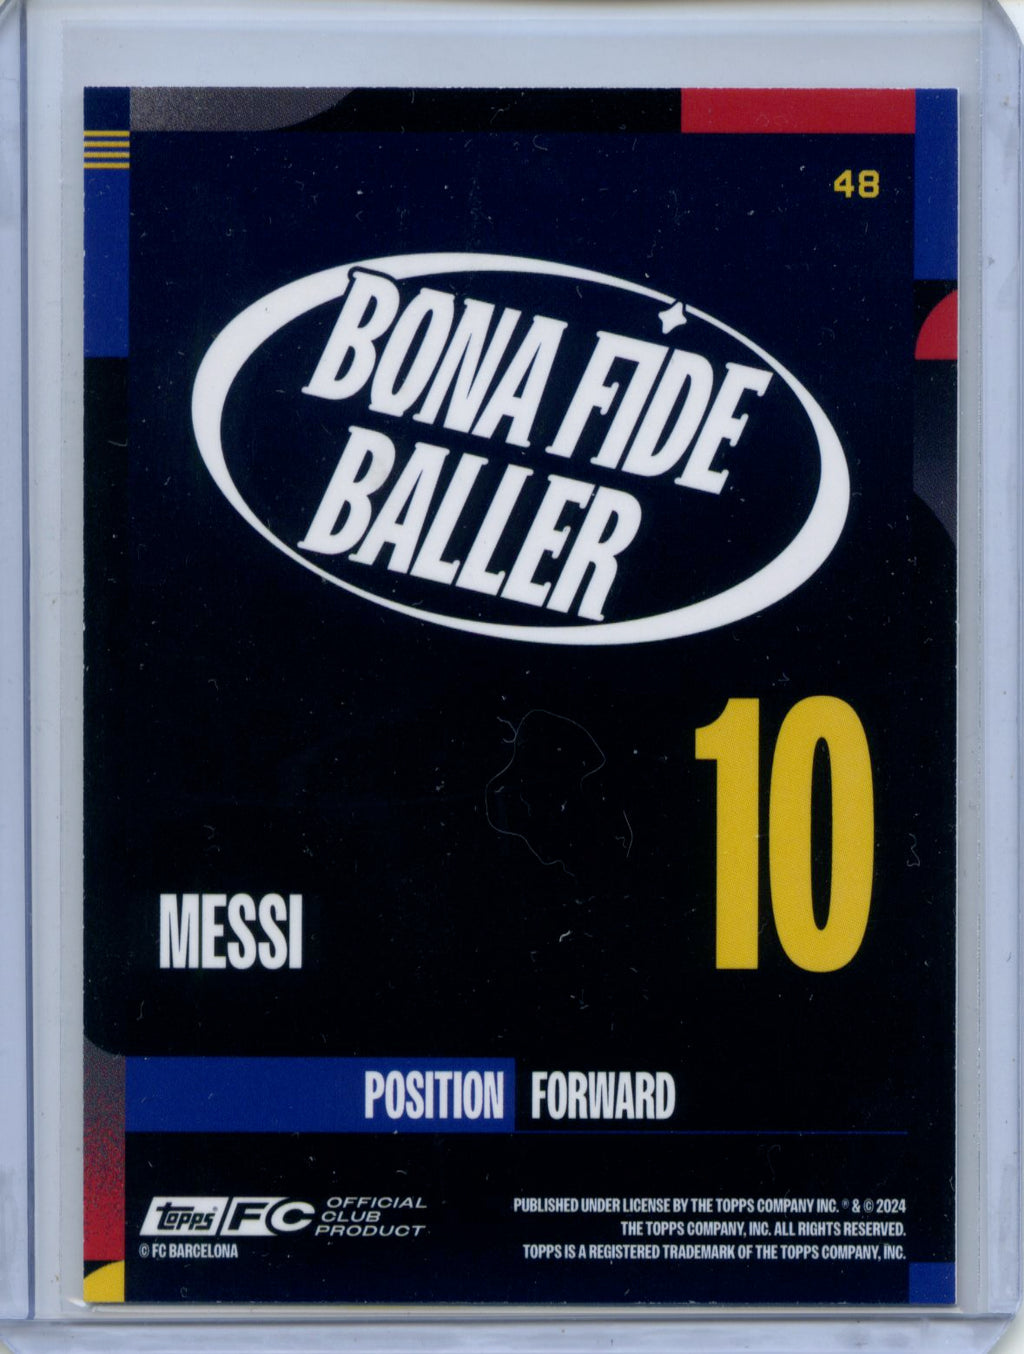 48
BONA FIDE
BALLER
10
MESSI
POSITION FORWARD
topps FC OFFICIAL
CLUB
PRODUCT
© FC BARCELONA
PUBLISHED UNDER LICENSE BY THE TOPPS COMPANY INC. ® & © 2024
THE TOPPS COMPANY, INC. ALL RIGHTS RESERVED.
TOPPS IS A REGISTERED TRADEMARK OF THE TOPPS COMPANY, INC.